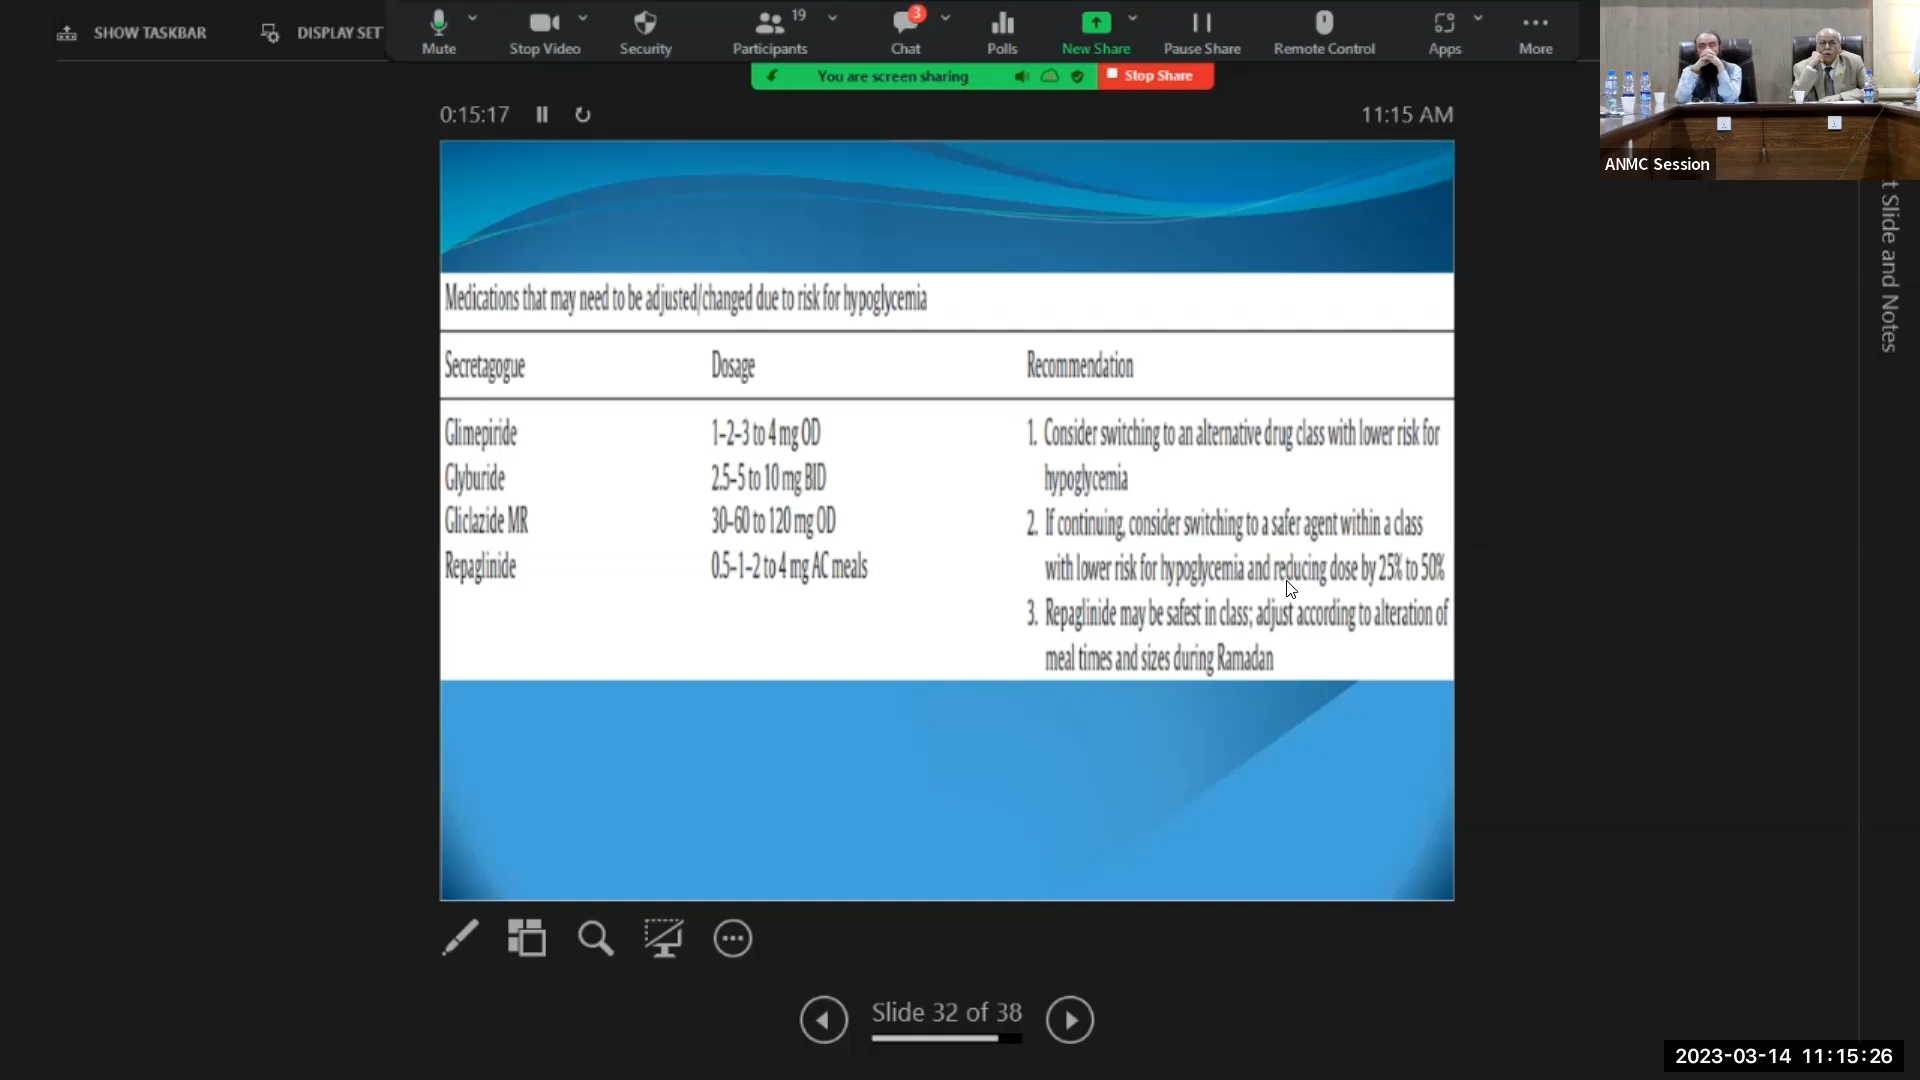 SHOW TASKBAR
DISPLAY SET
Mute
Stop Video
Security
Participants
19
Chat
3
Polls
New Share
Pause Share
Remote Control
Apps
More
You are screen sharing
Stop Share
ANMC Session
0:15:17
11:15 AM
t Slide and Notes
Medications that may need to be adjusted/changed due to risk for hypoglycemia
Secretagogue Dosage Recommendation
Glimepiride 1–2–3 to 4 mg OD
Glyburide 2.5–5 to 10 mg BID
Gliclazide MR 30–60 to 120 mg OD
Repaglinide 0.5–1–2 to 4 mg AC meals
1. Consider switching to an alternative drug class with lower risk for
hypoglycemia
2. If continuing, consider switching to a safer agent within a class
with lower risk for hypoglycemia and reducing dose by 25% to 50%
3. Repaglinide may be safest in class; adjust according to alteration of
meal times and sizes during Ramadan
Slide 32 of 38
2023-03-14 11:15:26